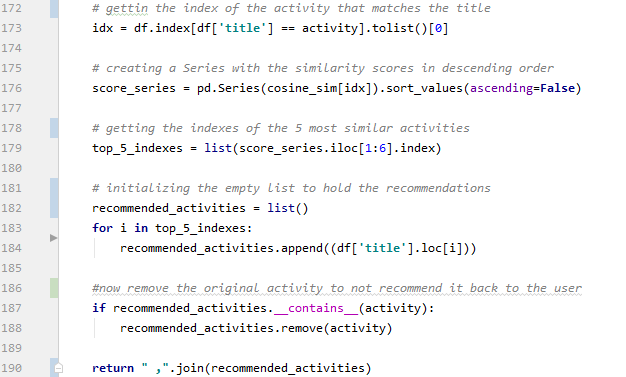 172 # gettin the index of the activity that matches the title
173 idx = df.index[df['title'] == activity].tolist()[0]
174
175 # creating a Series with the similarity scores in descending order
176 score_series = pd.Series(cosine_sim[idx]).sort_values(ascending=False)
177
178 # getting the indexes of the 5 most similar activities
179 top_5_indexes = list(score_series.iloc[1:6].index)
180
181 # initializing the empty list to hold the recommendations
182 recommended_activities = list()
183 for i in top_5_indexes:
184 recommended_activities.append((df['title'].loc[i]))
185
186 #now remove the original activity to not recommend it back to the user
187 if recommended_activities.__contains__(activity):
188 recommended_activities.remove(activity)
189
190 return " ,".join(recommended_activities)